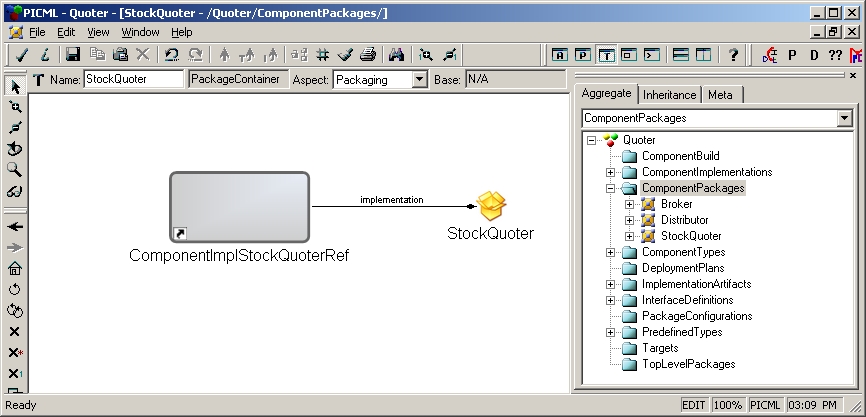 PICML - Quoter - [StockQuoter - /Quoter/ComponentPackages/]
File Edit View Window Help
A P T P D ??
Name: StockQuoter PackageContainer Aspect: Packaging Base: N/A
implementation
StockQuoter
ComponentImplStockQuoterRef
Aggregate Inheritance Meta
ComponentPackages
Quoter
ComponentBuild
ComponentImplementations
ComponentPackages
Broker
Distributor
StockQuoter
ComponentTypes
DeploymentPlans
ImplementationArtifacts
InterfaceDefinitions
PackageConfigurations
PredefinedTypes
Targets
TopLevelPackages
Ready EDIT 100% PICML 03:09 PM